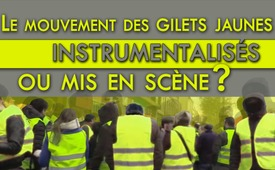 LE MOUVEMENT DES GILETS JAUNES
INSTRUMENTALISÉS
OU MIS EN SCÈNE?